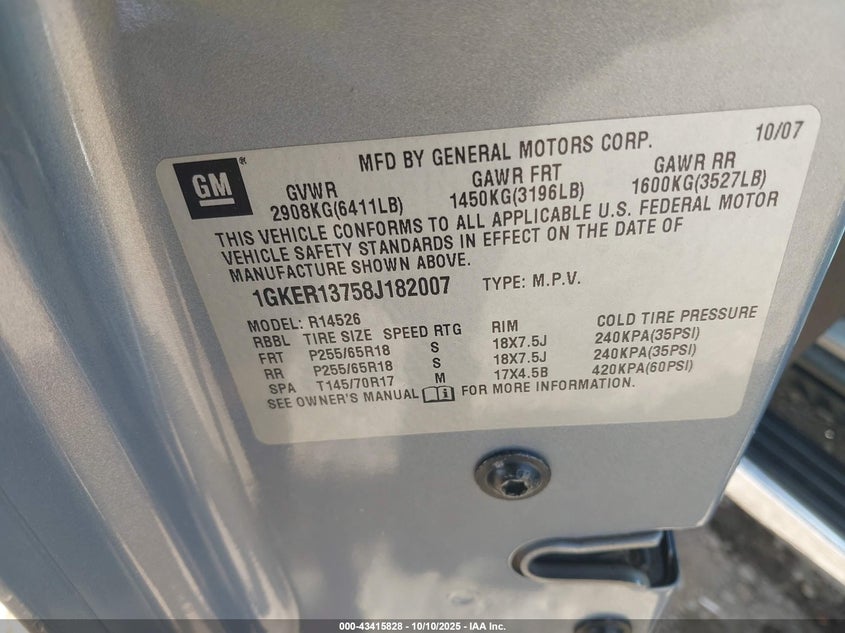 MFD BY GENERAL MOTORS CORP. 10/07
GM
GVWR GAWR FRT GAWR RR
2908KG(6411LB) 1450KG(3196LB) 1600KG(3527LB)
THIS VEHICLE CONFORMS TO ALL APPLICABLE U.S. FEDERAL MOTOR
VEHICLE SAFETY STANDARDS IN EFFECT ON THE DATE OF
MANUFACTURE SHOWN ABOVE.
1GKER13758J182007 TYPE: M.P.V.
MODEL: R14526
RBBL TIRE SIZE SPEED RTG RIM COLD TIRE PRESSURE
FRT P255/65R18 S 18X7.5J 240KPA(35PSI)
RR P255/65R18 S 18X7.5J 240KPA(35PSI)
SPA T145/70R17 M 17X4.5B 420KPA(60PSI)
SEE OWNER'S MANUAL FOR MORE INFORMATION.
000-43415828 - 10/10/2025 - IAA Inc.